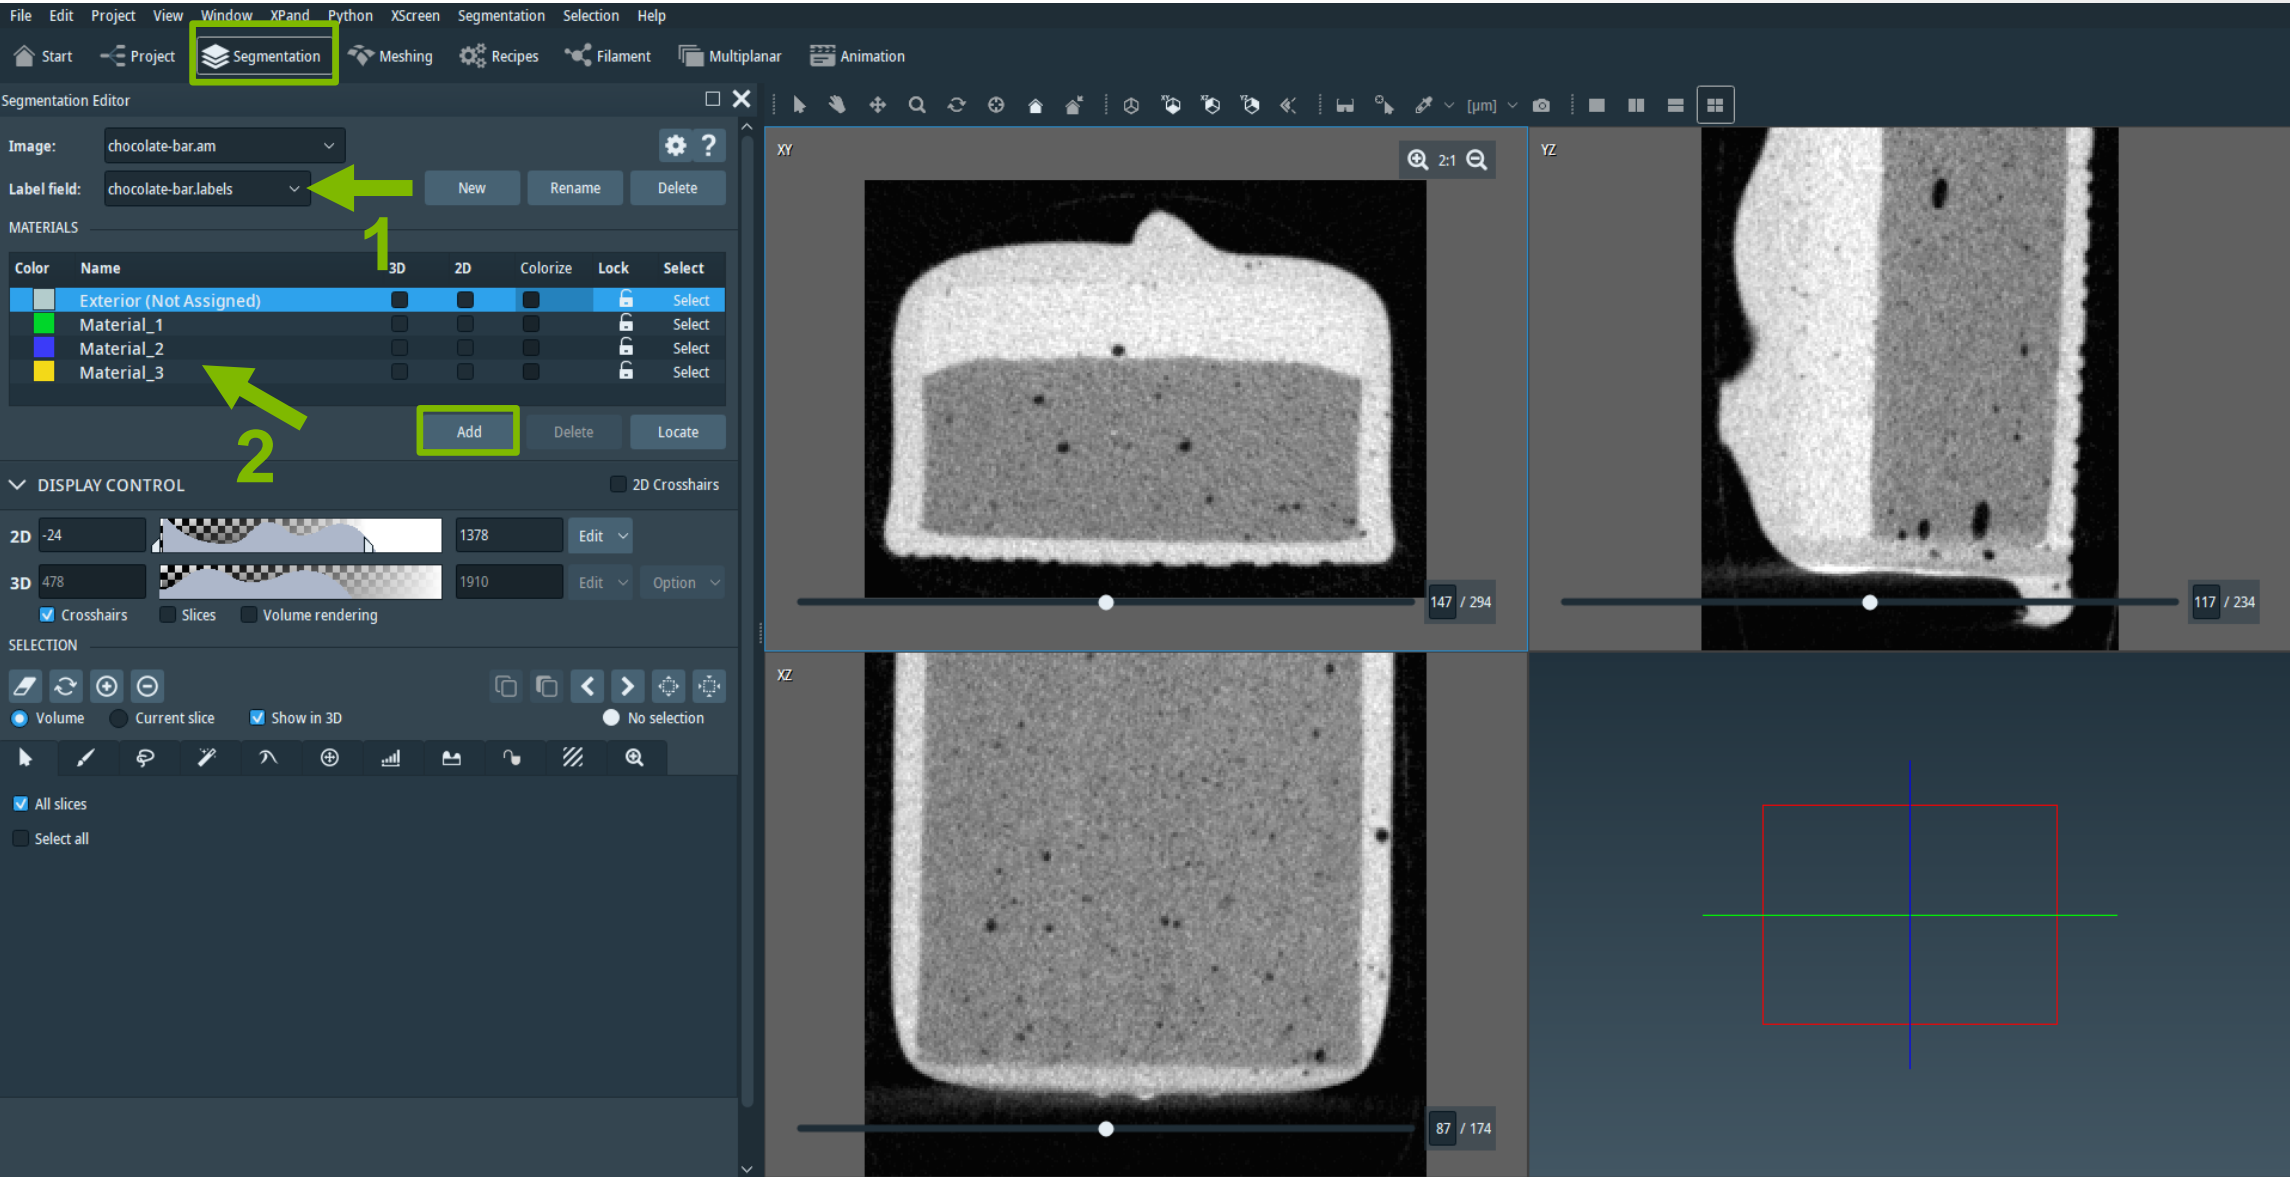 File Edit Project View Window XPand Python XScreen Segmentation Selection Help
Start Project Segmentation Meshing Recipes Filament Multiplanar Animation
Segmentation Editor
[µm]
Image: chocolate-bar.am ?
Label field: chocolate-bar.labels New Rename Delete
1
MATERIALS
Color Name 3D 2D Colorize Lock Select
Exterior (Not Assigned) Select
Material_1 Select
Material_2 Select
Material_3 Select
2
Add Delete Locate
DISPLAY CONTROL 2D Crosshairs
2D -24 1378 Edit
3D 478 1910 Edit Option
Crosshairs Slices Volume rendering
SELECTION
Volume Current slice Show in 3D No selection
All slices
Select all
XY 2:1
147 / 294
YZ
117 / 234
XZ
87 / 174